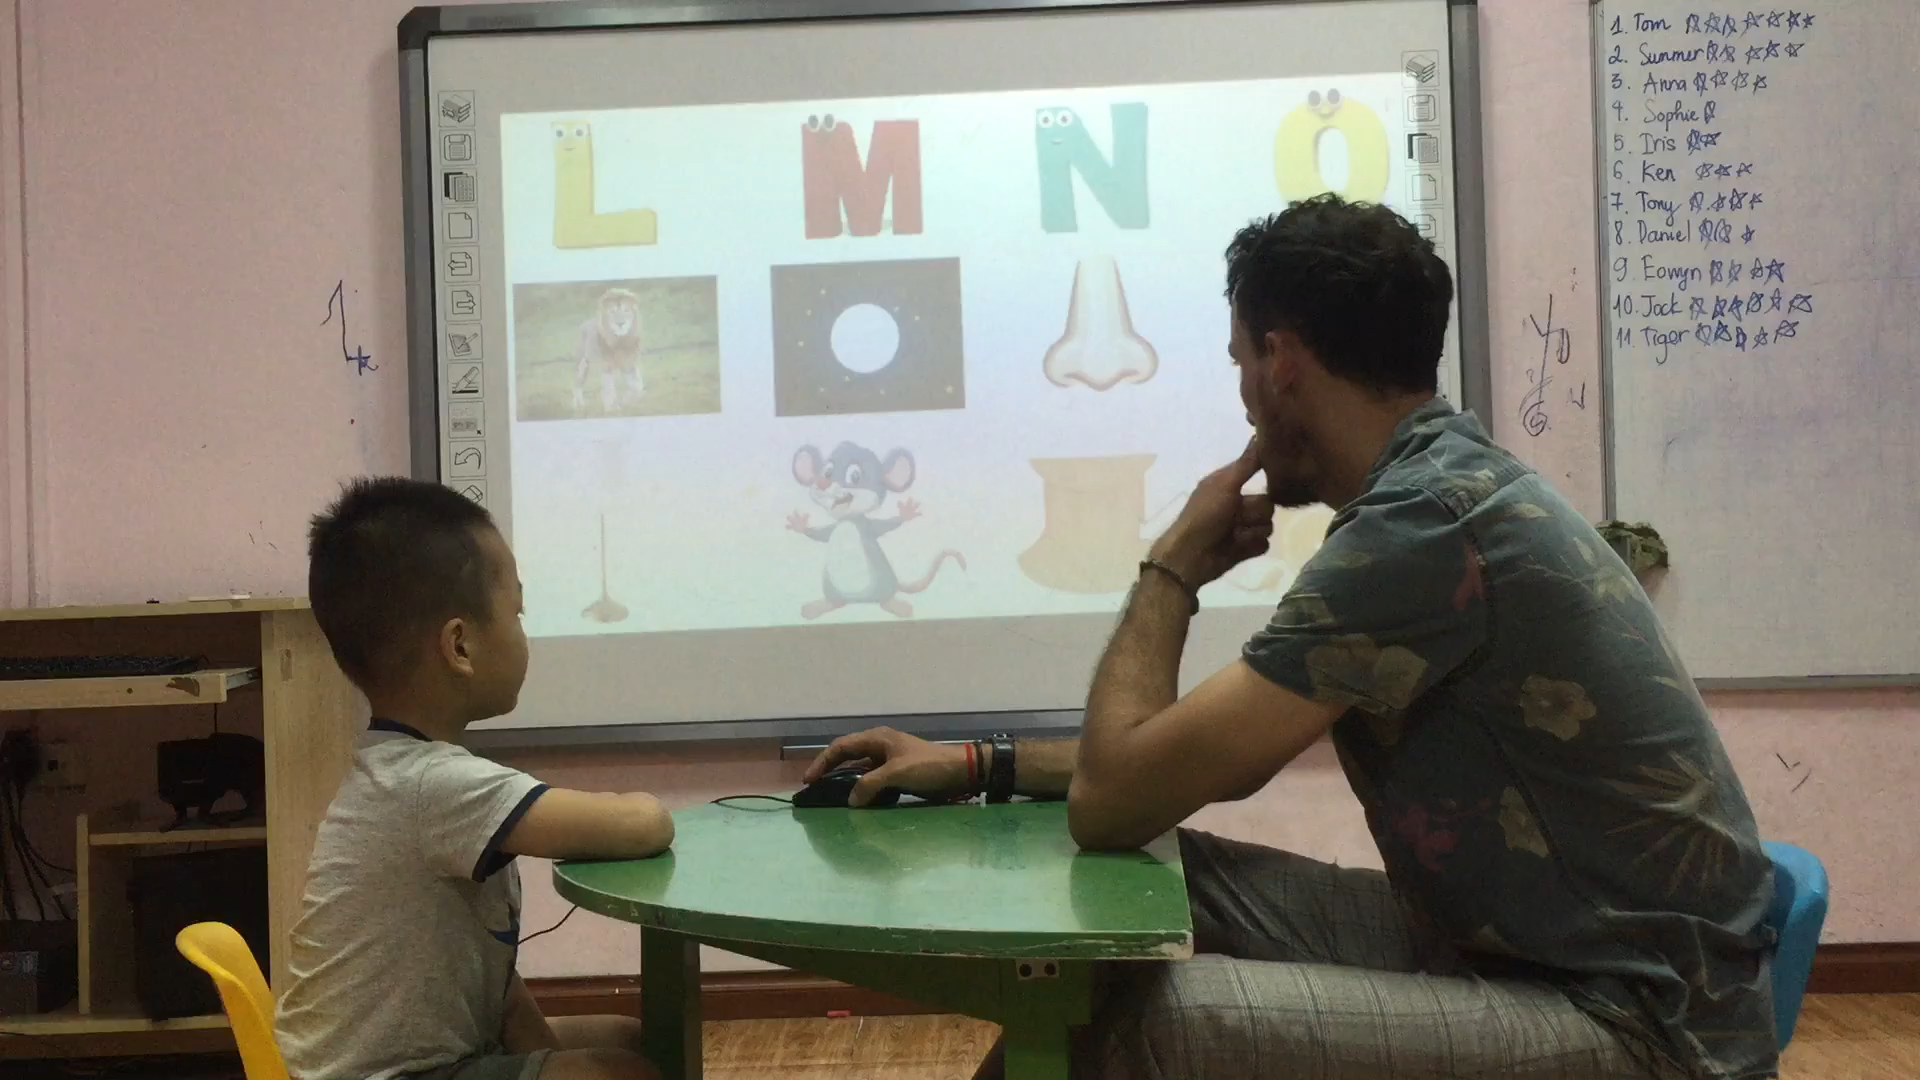 L M N O
1. Tom
2. Summer
3. Anna
4. Sophie
5. Iris
6. Ken
7. Tony
8. Daniel
9. Eowyn
10. Jack
11. Tiger